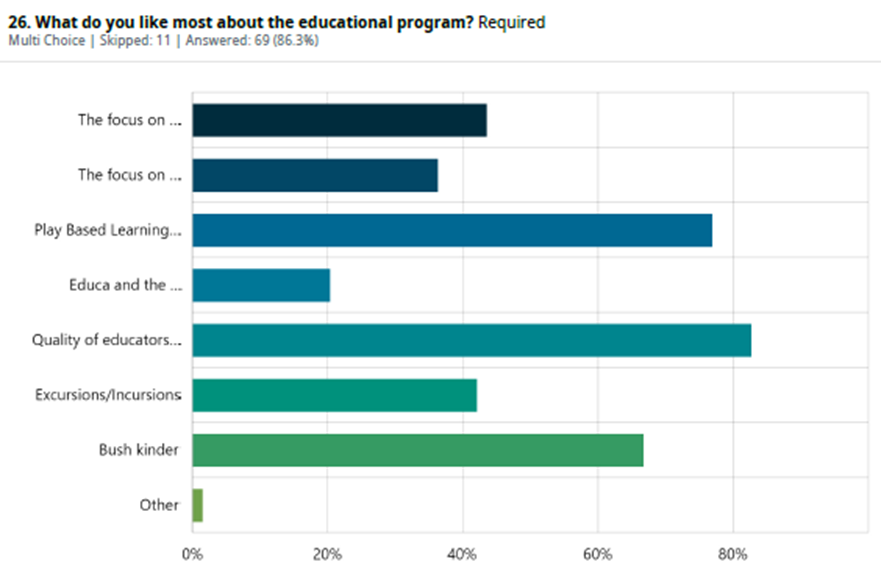 26. What do you like most about the educational program? Required
Multi Choice | Skipped: 11 | Answered: 69 (86.3%)
The focus on ...
The focus on ...
Play Based Learning...
Educa and the ...
Quality of educators...
Excursions/Incursions
Bush kinder
Other
0% 20% 40% 60% 80%